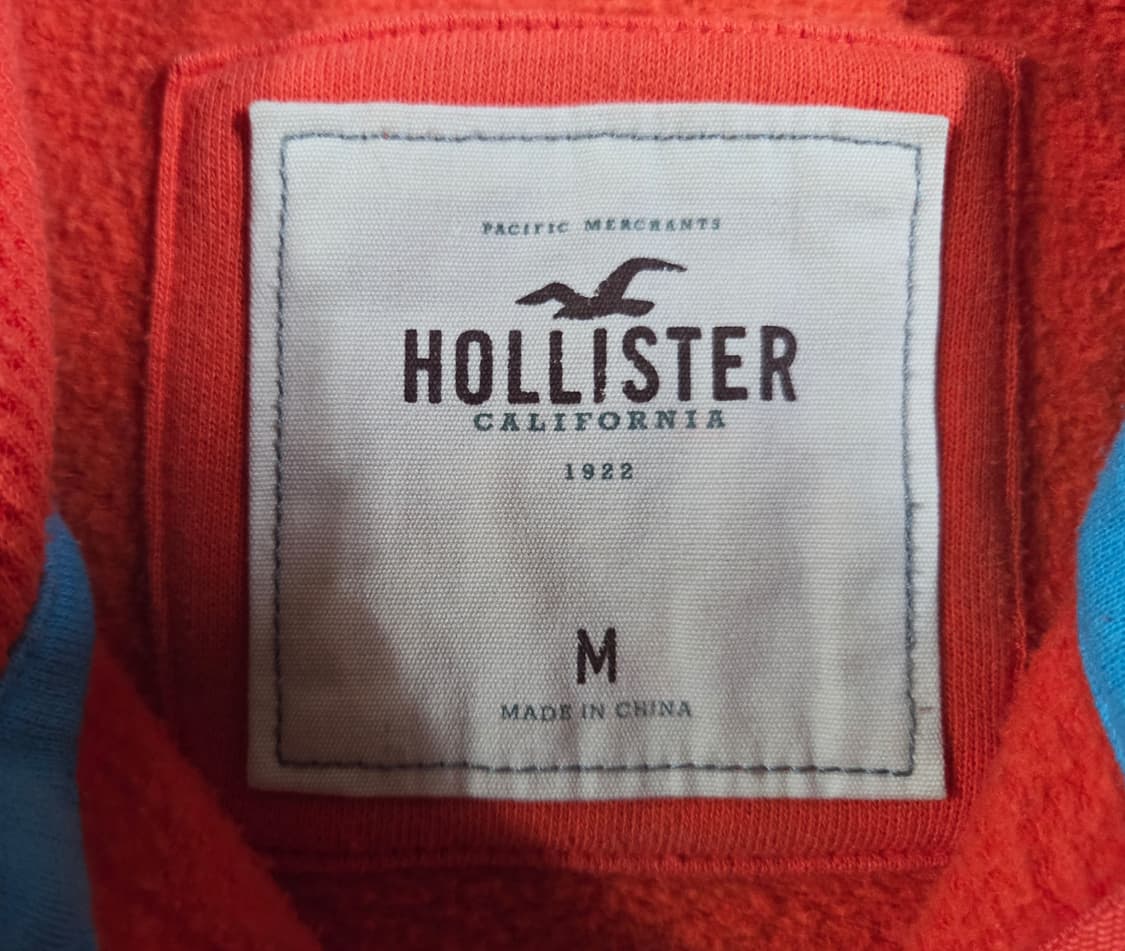 PACIFIC MERCHANTS
HOLLISTER
CALIFORNIA
1922
M
MADE IN CHINA